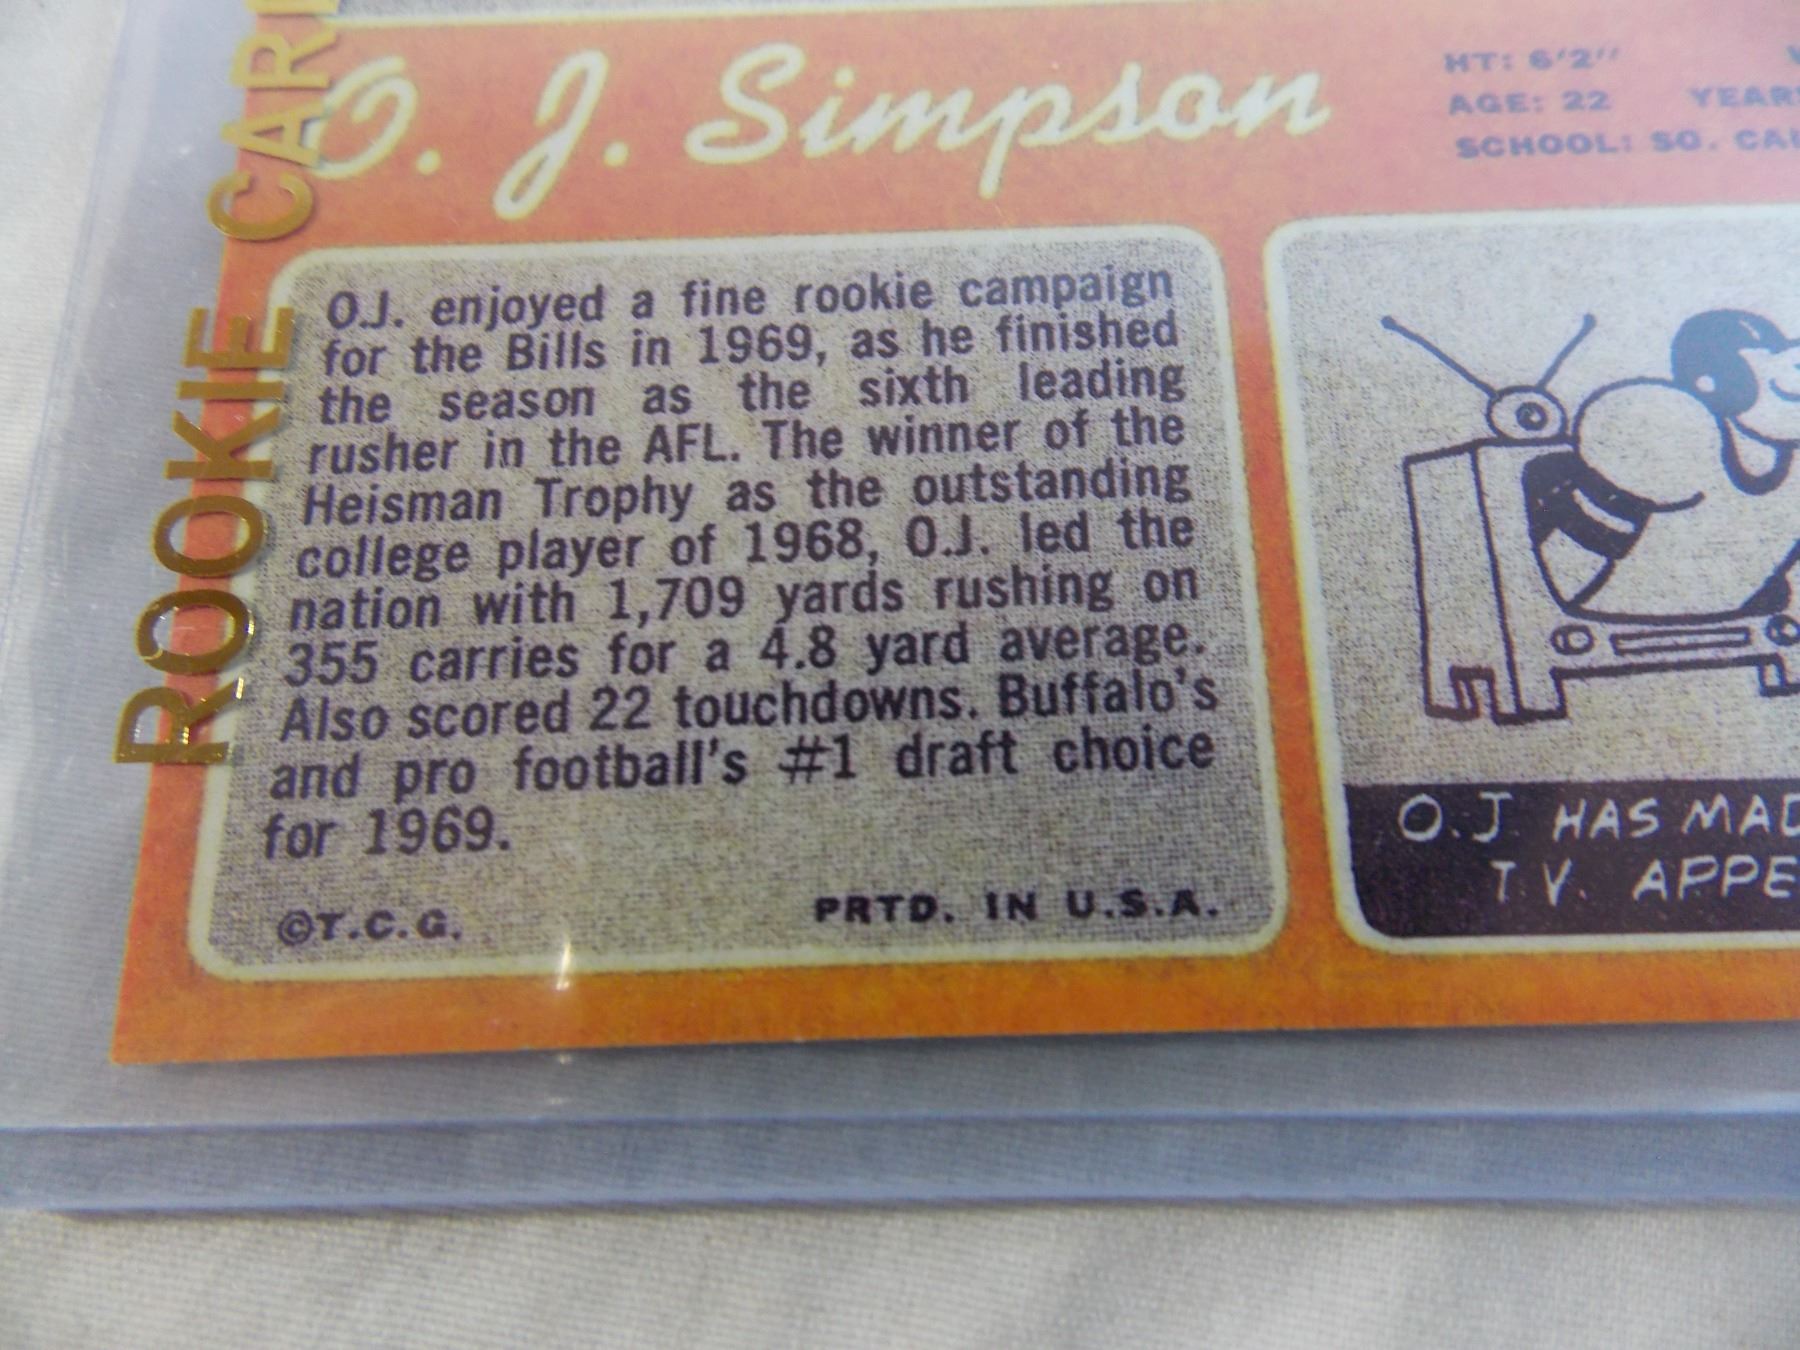 ROOKIE
O. J. Simpson
HT: 6'2"
AGE: 22
SCHOOL: SO.
O.J. enjoyed a fine rookie campaign
for the Bills in 1969, as he finished
the season as the sixth leading
rusher in the AFL. The winner of the
Heisman Trophy as the outstanding
college player of 1968, O.J. led the
nation with 1,709 yards rushing on
355 carries for a 4.8 yard average.
Also scored 22 touchdowns. Buffalo's
and pro football's #1 draft choice
for 1969.
©T.C.G. PRTD. IN U.S.A.
O.J. HAS
T.V.